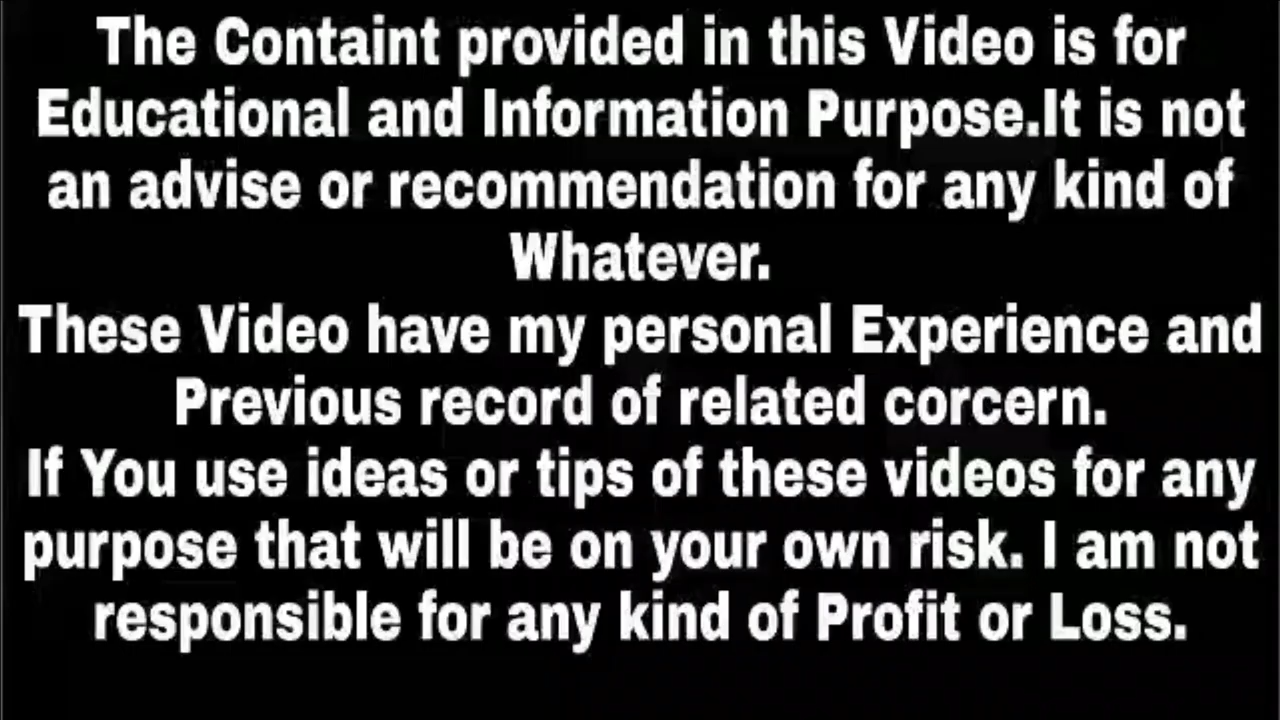 The Containt provided in this Video is for
Educational and Information Purpose.It is not
an advise or recommendation for any kind of
Whatever.
These Video have my personal Experience and
Previous record of related corcern.
If You use ideas or tips of these videos for any
purpose that will be on your own risk. I am not
responsible for any kind of Profit or Loss.